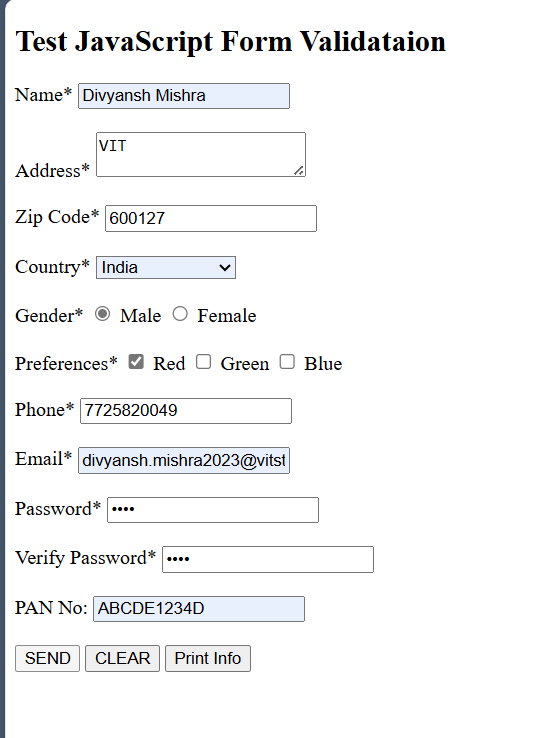 Test JavaScript Form Validataion
Name* Divyansh Mishra
Address* VIT
Zip Code* 600127
Country* India
Gender* Male Female
Preferences* Red Green Blue
Phone* 7725820049
Email* divyansh.mishra2023@vitst
Password* ••••
Verify Password* ••••
PAN No: ABCDE1234D
SEND CLEAR Print Info